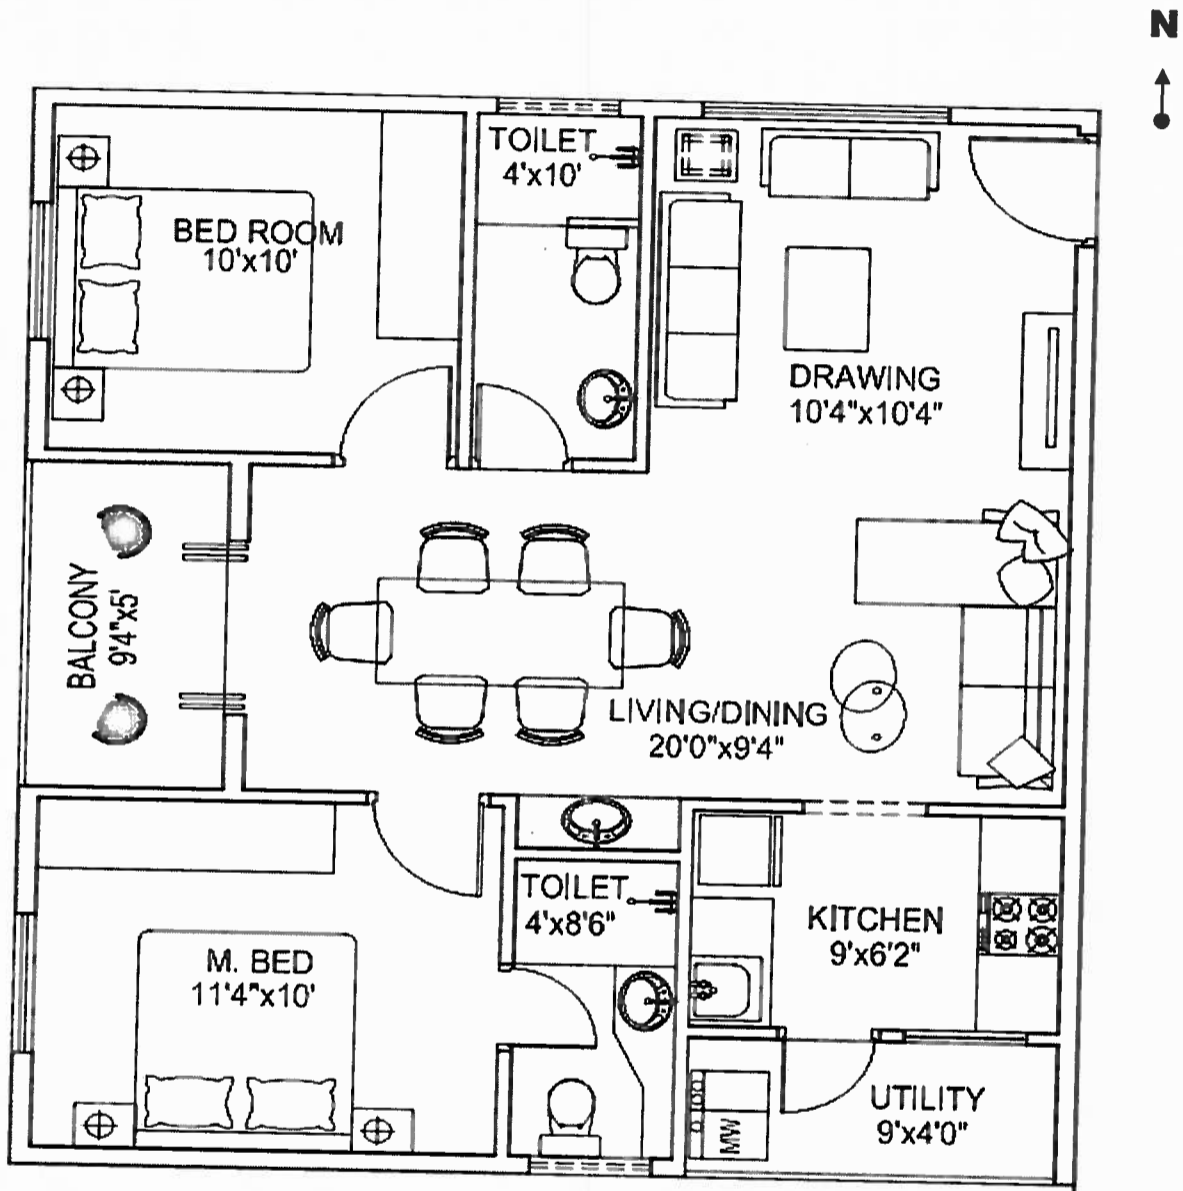 N
TOILET
4'x10'
BED ROOM
10'x10'
DRAWING
10'4"x10'4"
BALCONY
9'4"x5'
LIVING/DINING
20'0"x9'4"
TOILET
4'x8'6"
KITCHEN
9'x6'2"
M. BED
11'4"x10'
UTILITY
9'x4'0"
MW